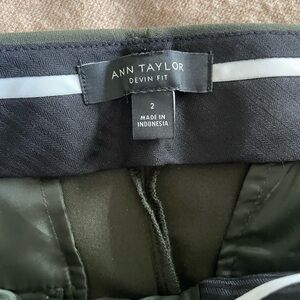 ANN TAYLOR
DEVIN FIT
2
MADE IN
INDONESIA